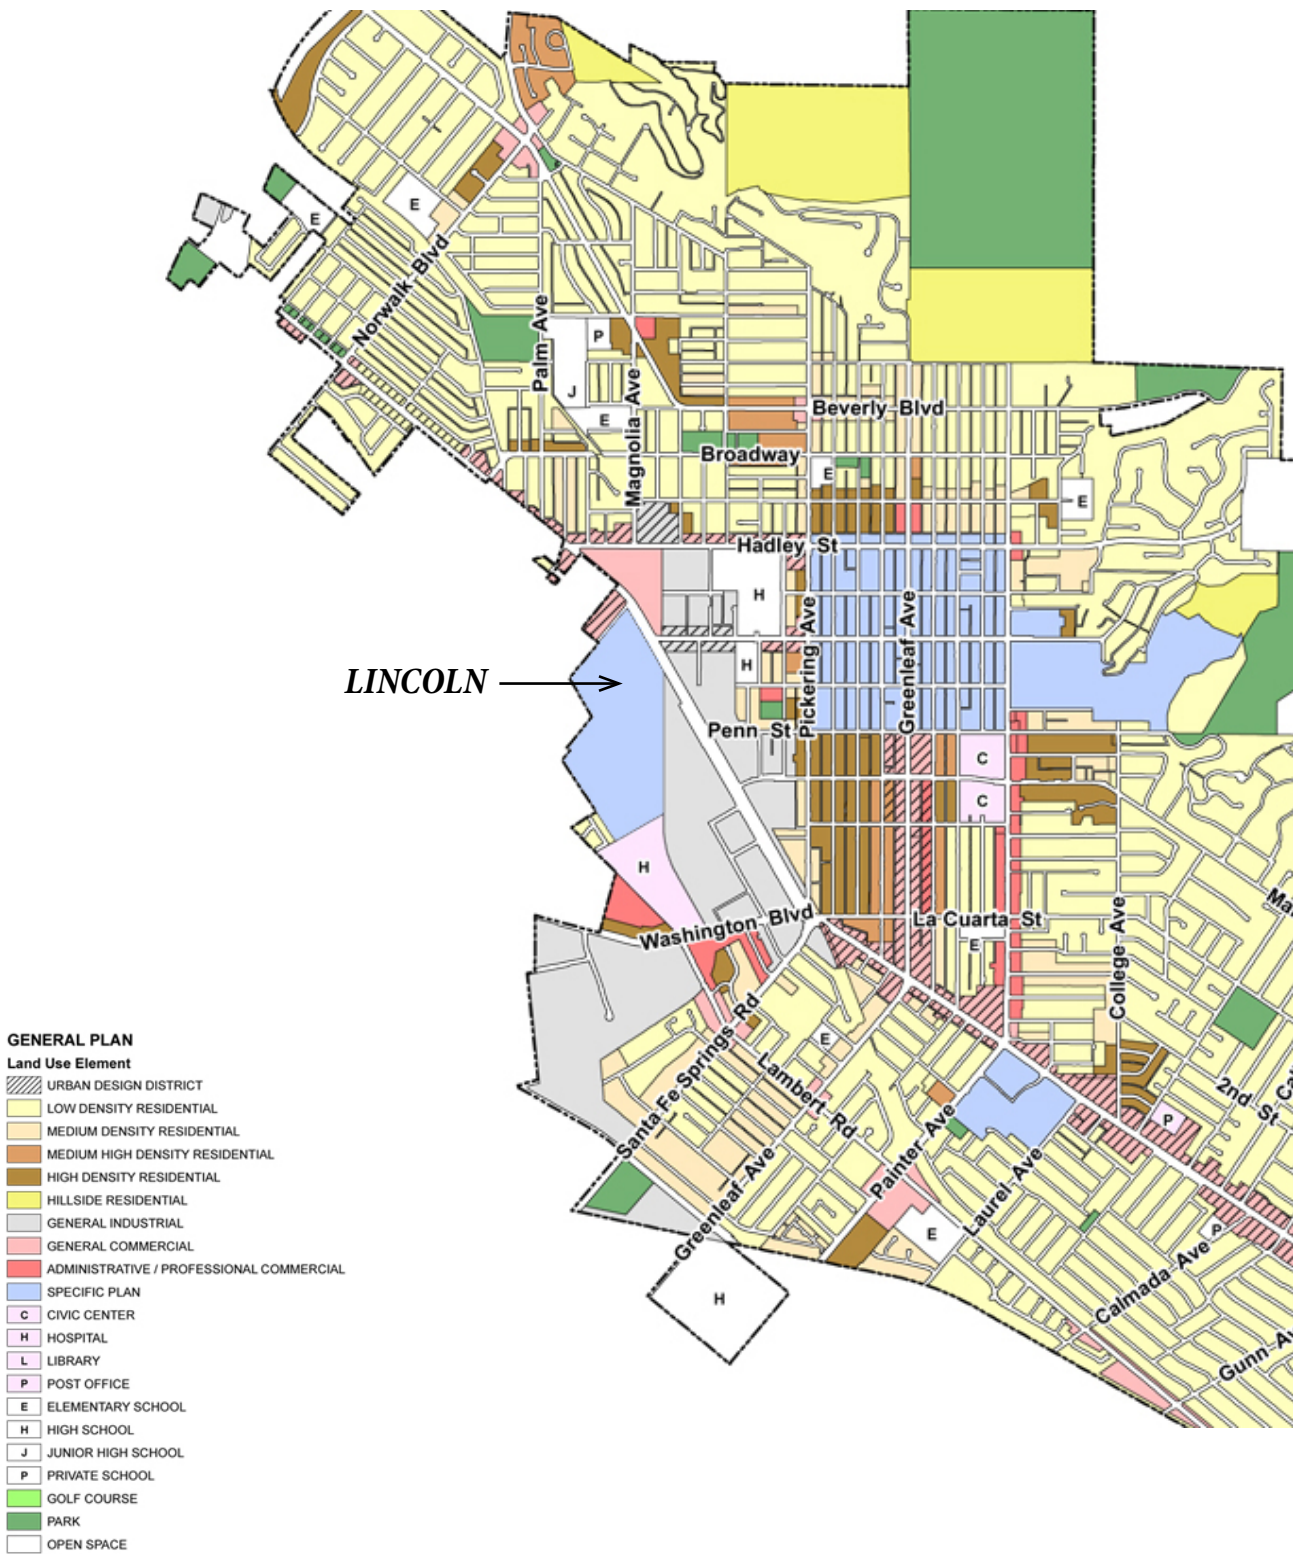 E
E
Norwalk Blvd
Palm Ave
P
J
E
Magnolia Ave
Beverly Blvd
Broadway
E
E
Hadley St
H
H
Pickering Ave
Greenleaf Ave
LINCOLN
Penn St
C
C
H
Washington Blvd
La Cuarta St
E
College Ave
Santa Fe Springs Rd
E
Lambert Rd
2nd St
P
Painter Ave
Laurel Ave
Greenleaf Ave
E
P
Calmada Ave
H
Gunn Av
GENERAL PLAN
Land Use Element
URBAN DESIGN DISTRICT
LOW DENSITY RESIDENTIAL
MEDIUM DENSITY RESIDENTIAL
MEDIUM HIGH DENSITY RESIDENTIAL
HIGH DENSITY RESIDENTIAL
HILLSIDE RESIDENTIAL
GENERAL INDUSTRIAL
GENERAL COMMERCIAL
ADMINISTRATIVE / PROFESSIONAL COMMERCIAL
SPECIFIC PLAN
C CIVIC CENTER
H HOSPITAL
L LIBRARY
P POST OFFICE
E ELEMENTARY SCHOOL
H HIGH SCHOOL
J JUNIOR HIGH SCHOOL
P PRIVATE SCHOOL
GOLF COURSE
PARK
OPEN SPACE